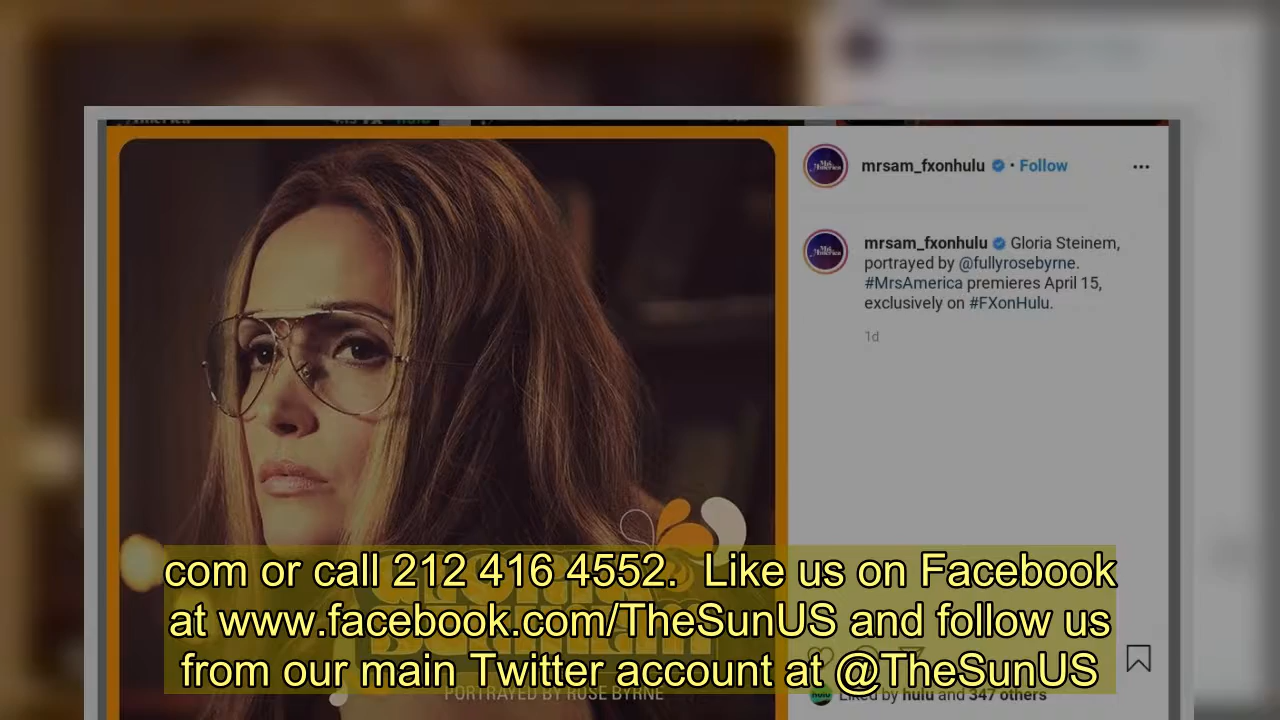 mrsam_fxonhulu • Follow
mrsam_fxonhulu Gloria Steinem,
portrayed by @fullyrosebyrne.
#MrsAmerica premieres April 15,
exclusively on #FXonHulu.
1d
com or call 212 416 4552. Like us on Facebook
at www.facebook.com/TheSunUS and follow us
from our main Twitter account at @TheSunUS
PORTRAYED BY ROSE BYRNE
Liked by hulu and 347 others